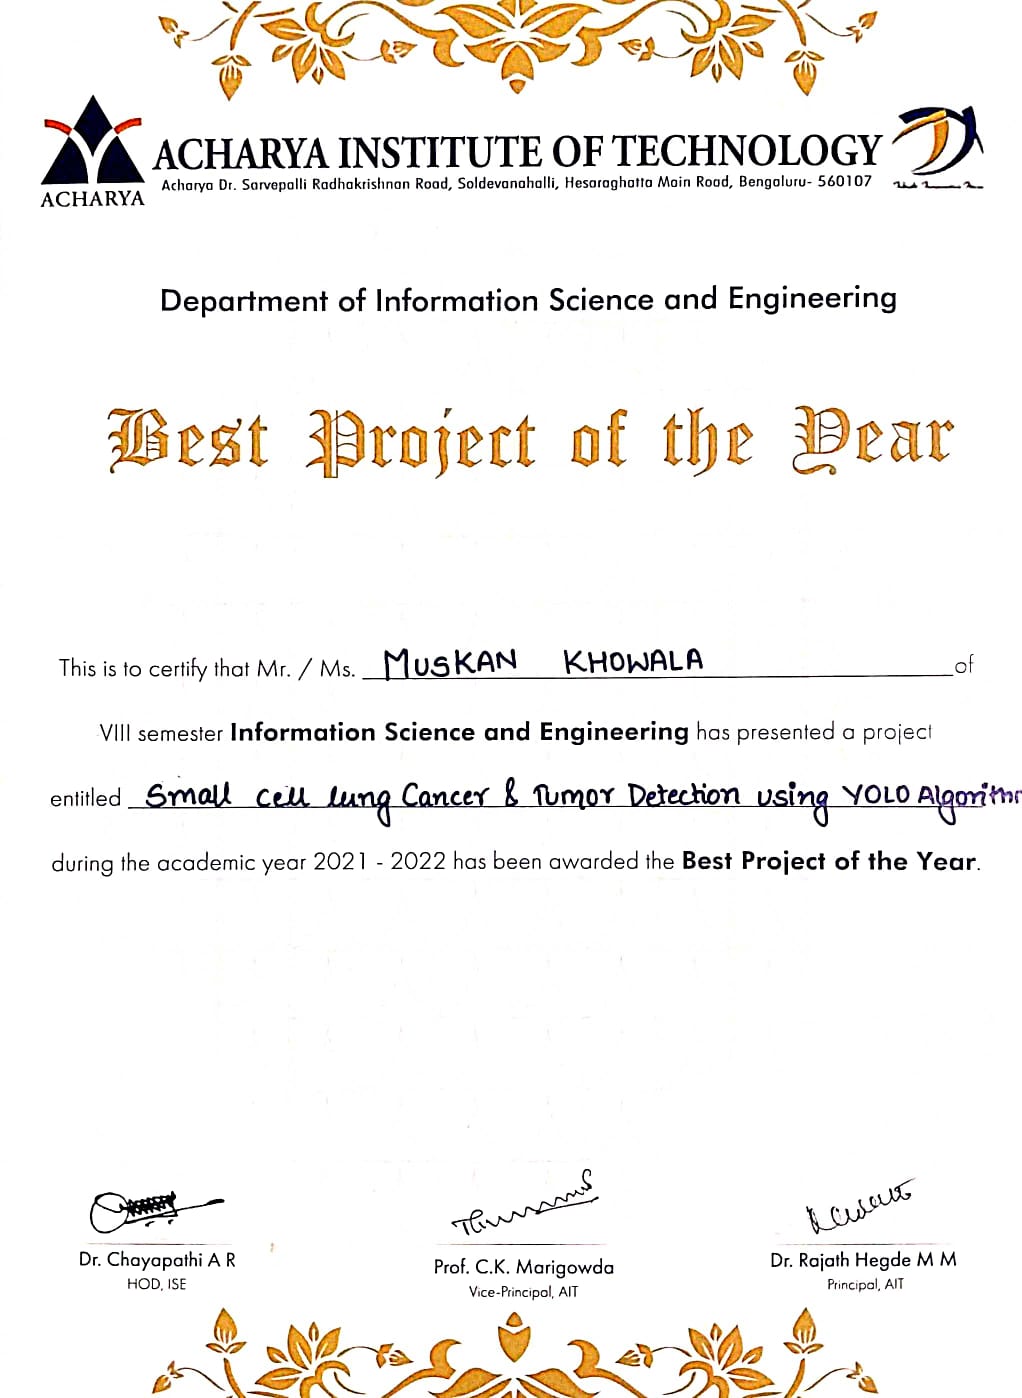 ACHARYA INSTITUTE OF TECHNOLOGY
Acharya Dr. Sarvepalli Radhakrishnan Road, Soldevanahalli, Hesaraghatta Main Road, Bengaluru- 560107
ACHARYA
Department of Information Science and Engineering
Best Project of the Year
This is to certify that Mr. / Ms. MUSKAN KHOWALA of
VIII semester Information Science and Engineering has presented a project
entitled Small cell lung Cancer & Tumor Detection using YOLO
during the academic year 2021 - 2022 has been awarded the Best Project of the Year.
Dr. Chayapathi A R
HOD, ISE
Prof. C.K. Marigowda
Vice-Principal, AIT
Dr. Rajath Hegde M M
Principal, AIT